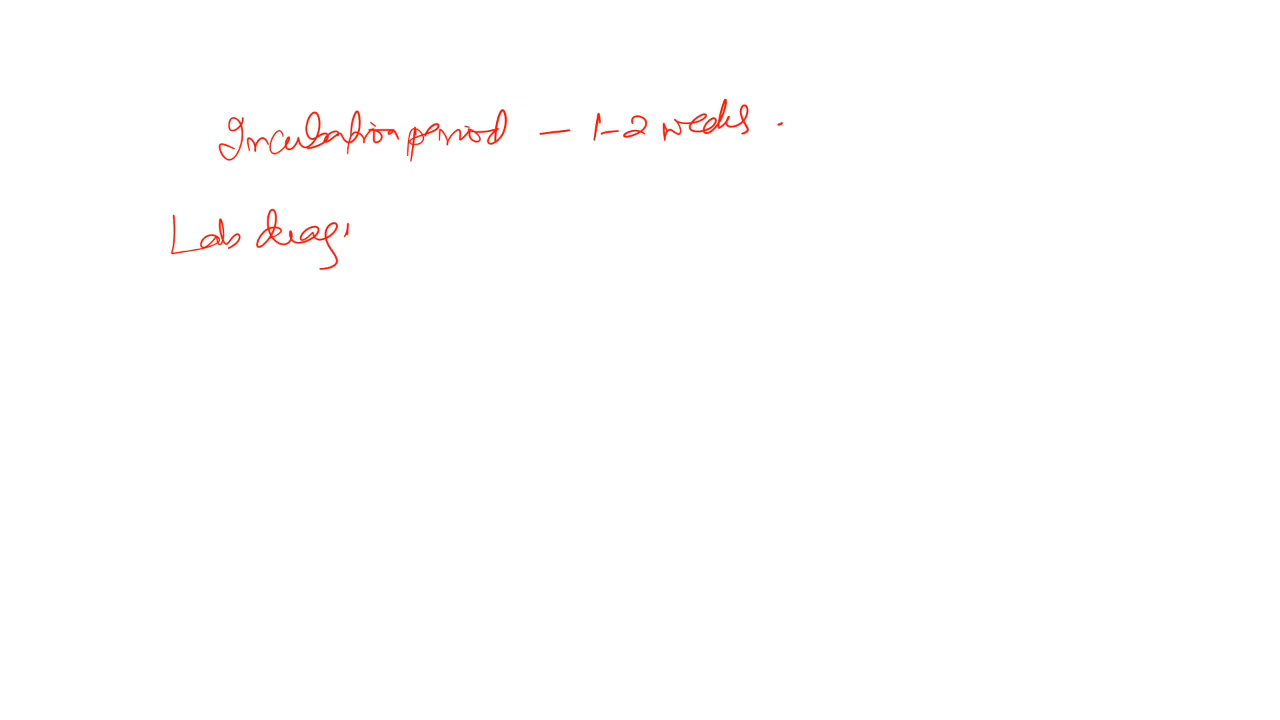 Incubation period – 1-2 weeks.
Lab diag